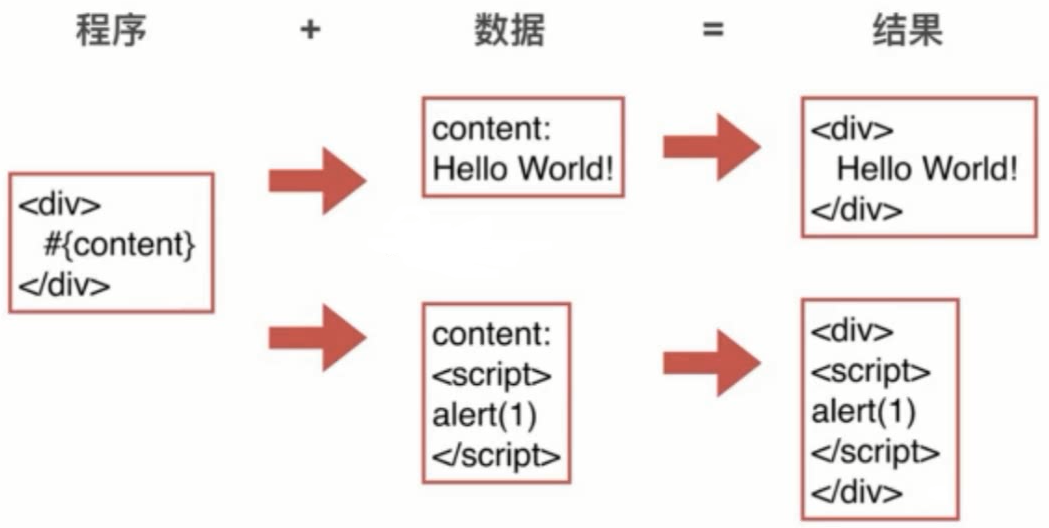 程序 + 数据 = 结果
<div>
#{content}
</div>
content:
Hello World!
<div>
Hello World!
</div>
content:
<script>
alert(1)
</script>
<div>
<script>
alert(1)
</script>
</div>